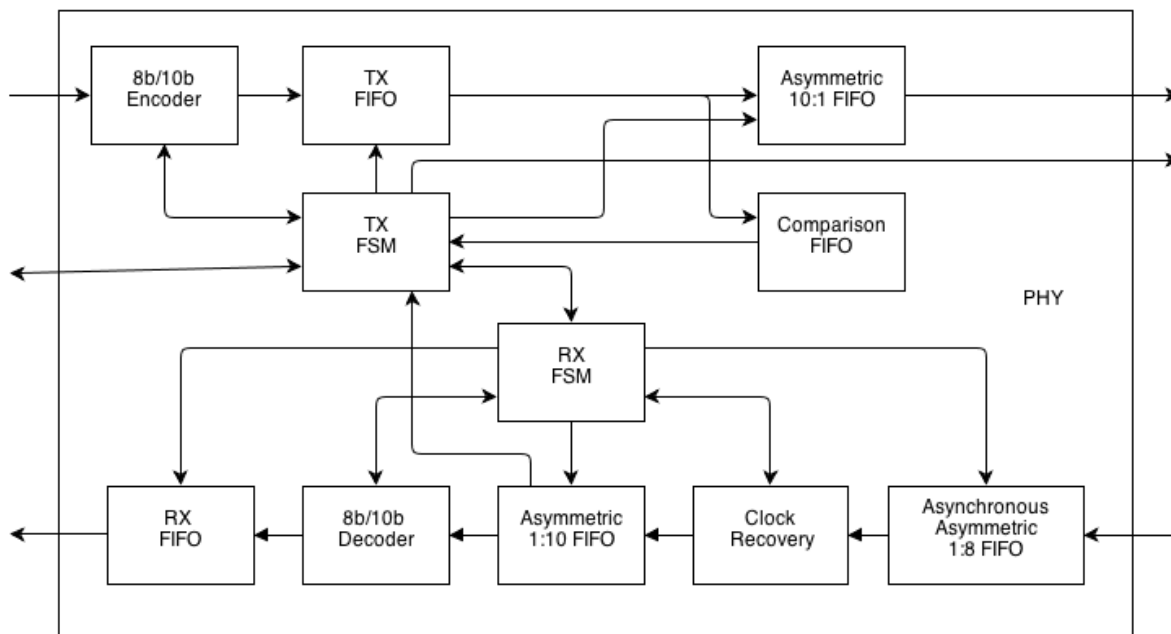 8b/10b
Encoder
TX
FIFO
Asymmetric
10:1 FIFO
TX
FSM
Comparison
FIFO
PHY
RX
FSM
RX
FIFO
8b/10b
Decoder
Asymmetric
1:10 FIFO
Clock
Recovery
Asynchronous
Asymmetric
1:8 FIFO